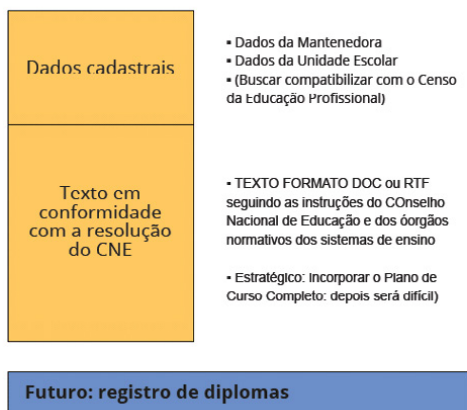 Dados cadastrais
▪ Dados da Mantenedora
▪ Dados da Unidade Escolar
▪ (Buscar compatibilizar com o Censo
da Educação Profissional)
Texto em
conformidade
com a resolução
do CNE
▪ TEXTO FORMATO DOC ou RTF
seguindo as instruções do COnselho
Nacional de Educação e dos óorgãos
normativos dos sistemas de ensino
▪ Estratégico: Incorporar o Plano de
Curso Completo: depois será difícil)
Futuro: registro de diplomas